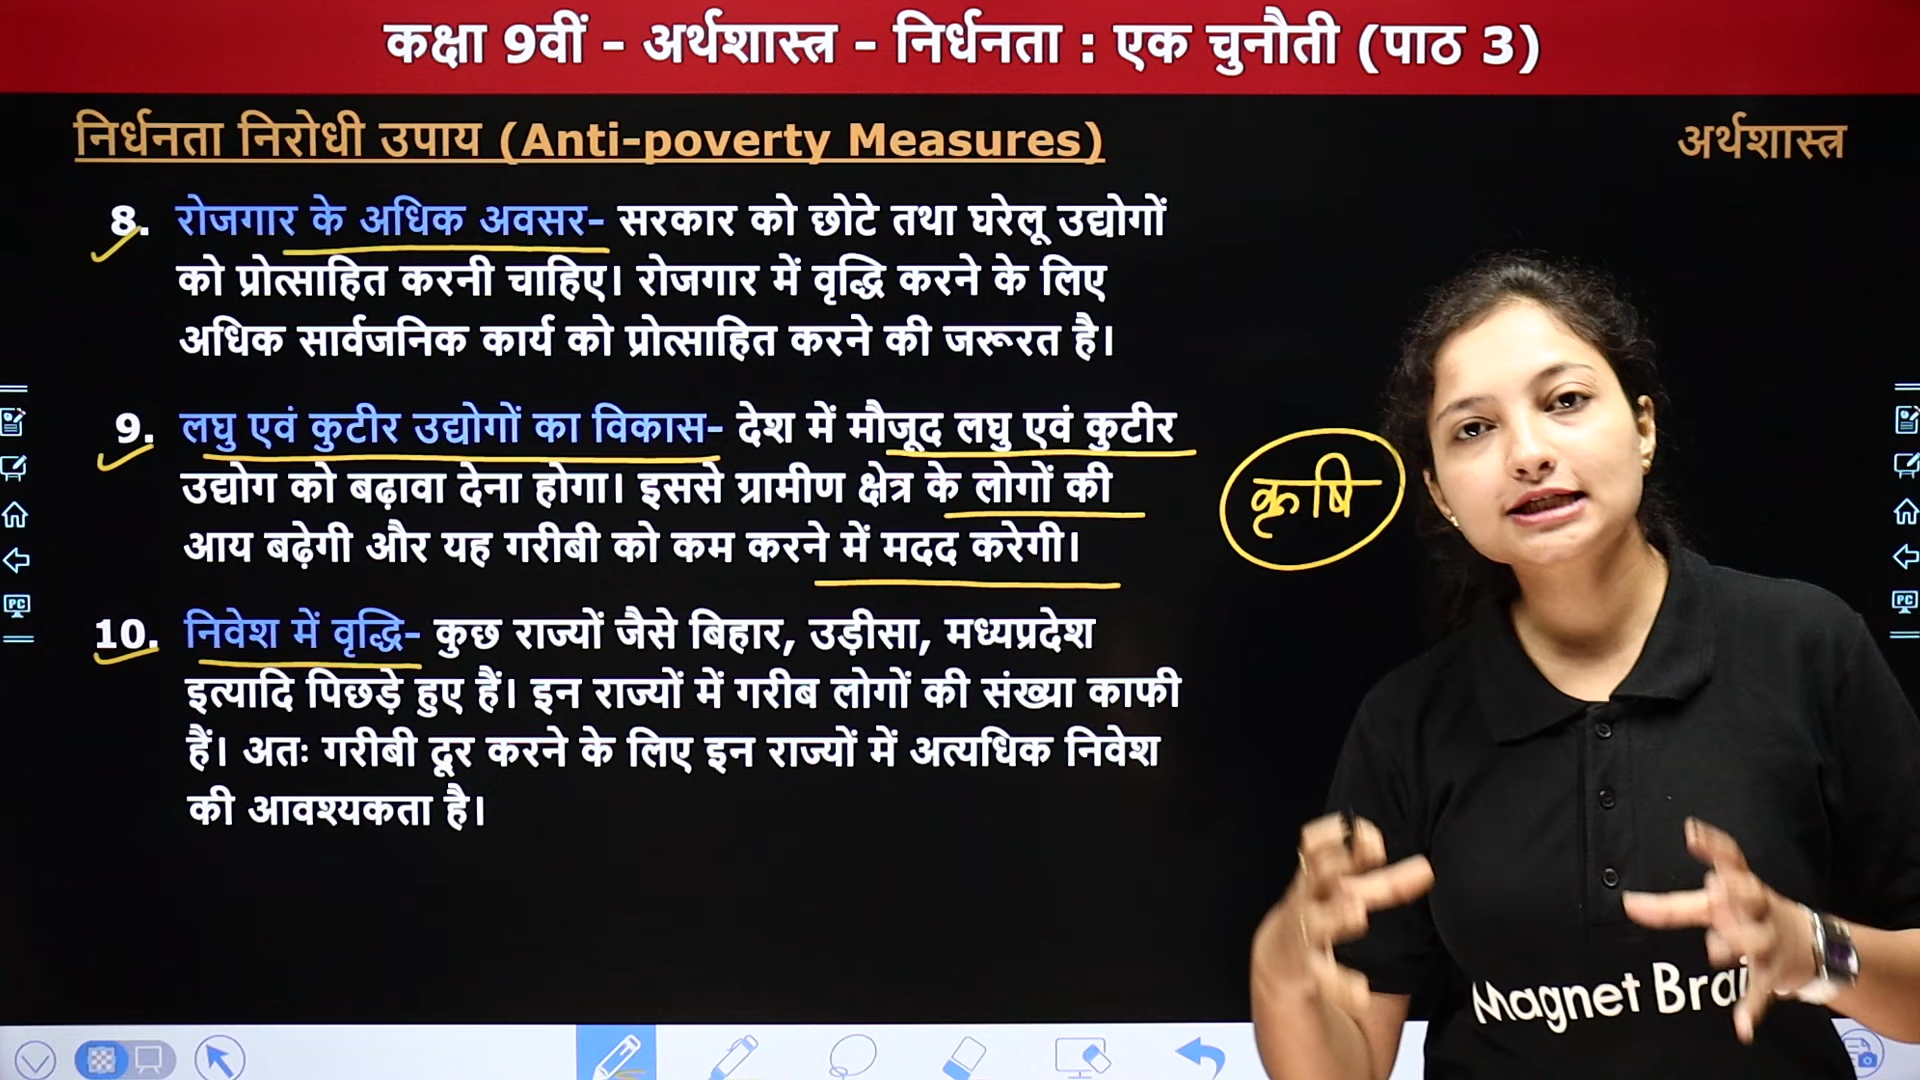 कक्षा 9वीं - अर्थशास्त्र - निर्धनता : एक चुनौती (पाठ 3)
निर्धनता निरोधी उपाय (Anti-poverty Measures)
अर्थशास्त्र
8. रोजगार के अधिक अवसर- सरकार को छोटे तथा घरेलू उद्योगों
को प्रोत्साहित करनी चाहिए। रोजगार में वृद्धि करने के लिए
अधिक सार्वजनिक कार्य को प्रोत्साहित करने की जरूरत है।
9. लघु एवं कुटीर उद्योगों का विकास- देश में मौजूद लघु एवं कुटीर
उद्योग को बढ़ावा देना होगा। इससे ग्रामीण क्षेत्र के लोगों की
आय बढ़ेगी और यह गरीबी को कम करने में मदद करेगी।
कृषि
10. निवेश में वृद्धि- कुछ राज्यों जैसे बिहार, उड़ीसा, मध्यप्रदेश
इत्यादि पिछड़े हुए हैं। इन राज्यों में गरीब लोगों की संख्या काफी
हैं। अतः गरीबी दूर करने के लिए इन राज्यों में अत्यधिक निवेश
की आवश्यकता है।
Magnet Brai
PC
PC